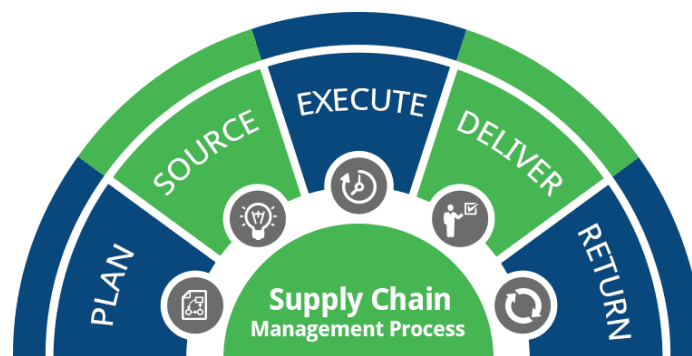 PLAN
SOURCE
EXECUTE
DELIVER
RETURN
Supply Chain
Management Process